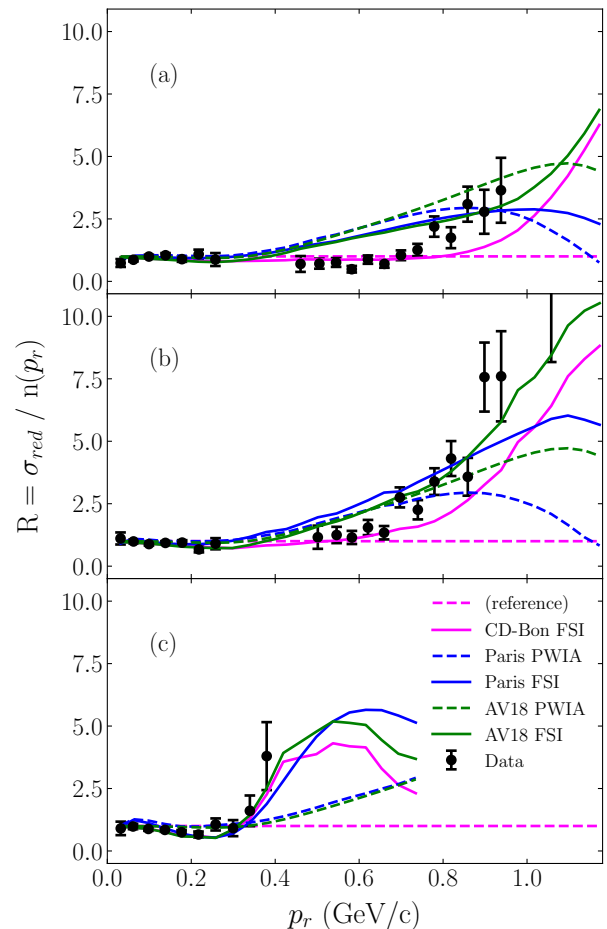 10.0
7.5
5.0
2.5
0.0
(a)
10.0
7.5
5.0
2.5
0.0
(b)
R = σ_red / n(p_r)
10.0
7.5
5.0
2.5
0.0
(c)
(reference)
CD-Bon FSI
Paris PWIA
Paris FSI
AV18 PWIA
AV18 FSI
Data
0.0 0.2 0.4 0.6 0.8 1.0
p_r (GeV/c)